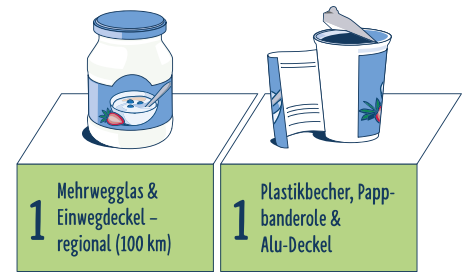 1
Mehrwegglas &
Einwegdeckel –
regional (100 km)
1
Plastikbecher, Papp-
banderole &
Alu-Deckel